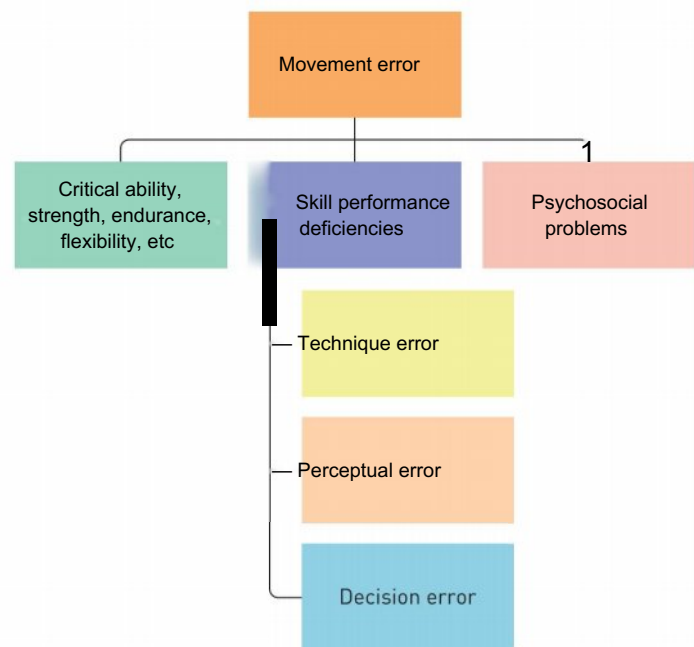 Movement error
1
Critical ability,
strength, endurance,
flexibility, etc
Skill performance
deficiencies
Psychosocial
problems
Technique error
Perceptual error
Decision error